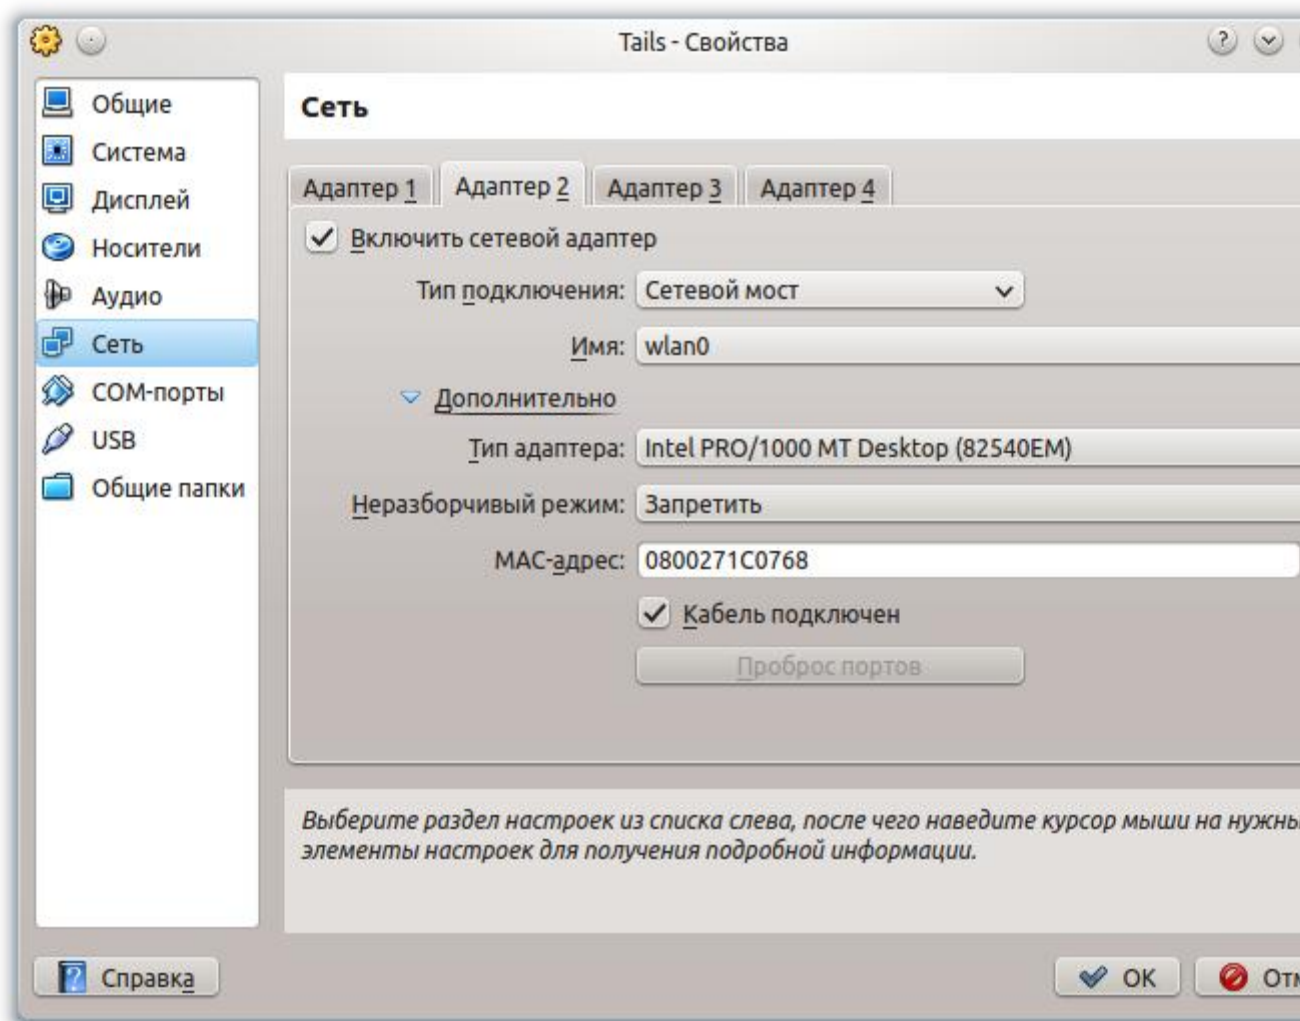 Tails - Свойства
Общие
Система
Дисплей
Носители
Аудио
Сеть
COM-порты
USB
Общие папки
Сеть
Адаптер 1
Адаптер 2
Адаптер 3
Адаптер 4
Включить сетевой адаптер
Тип подключения: Сетевой мост
Имя: wlan0
Дополнительно
Тип адаптера: Intel PRO/1000 MT Desktop (82540EM)
Неразборчивый режим: Запретить
MAC-адрес: 0800271C0768
Кабель подключен
Проброс портов
Выберите раздел настроек из списка слева, после чего наведите курсор мыши на
элементы настроек для получения подробной информации.
Справка
OK